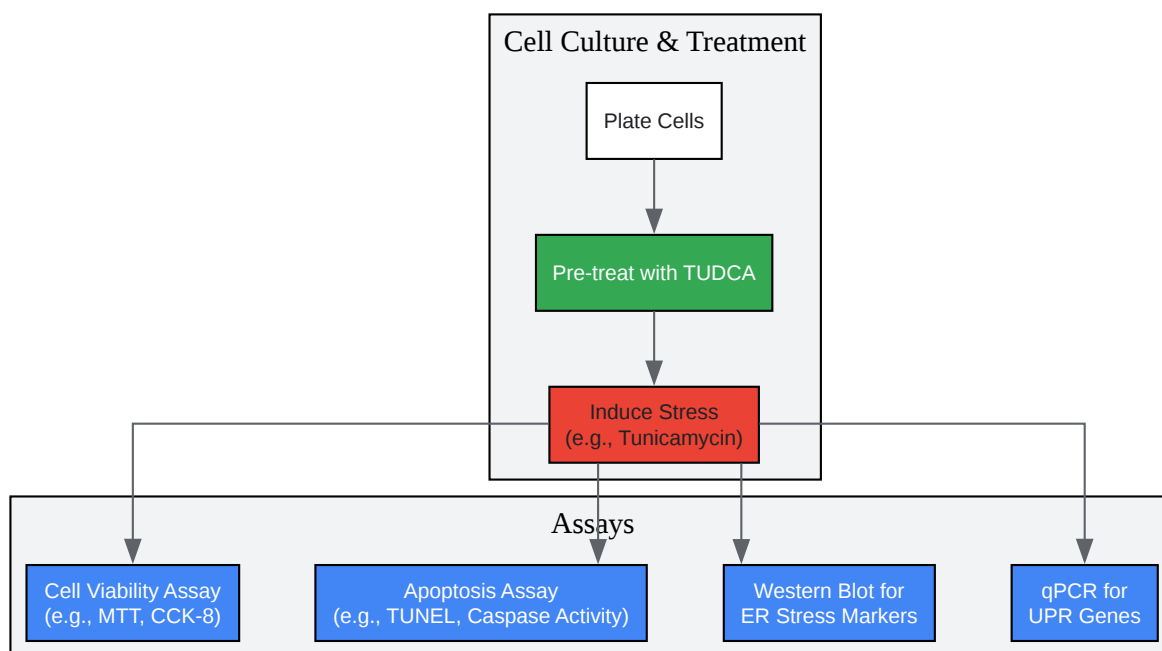 Cell Culture & Treatment
Plate Cells
Pre-treat with TUDCA
Induce Stress
(e.g., Tunicamycin)
Assays
Cell Viability Assay
(e.g., MTT, CCK-8)
Apoptosis Assay
(e.g., TUNEL, Caspase Activity)
Western Blot for
ER Stress Markers
qPCR for
UPR Genes